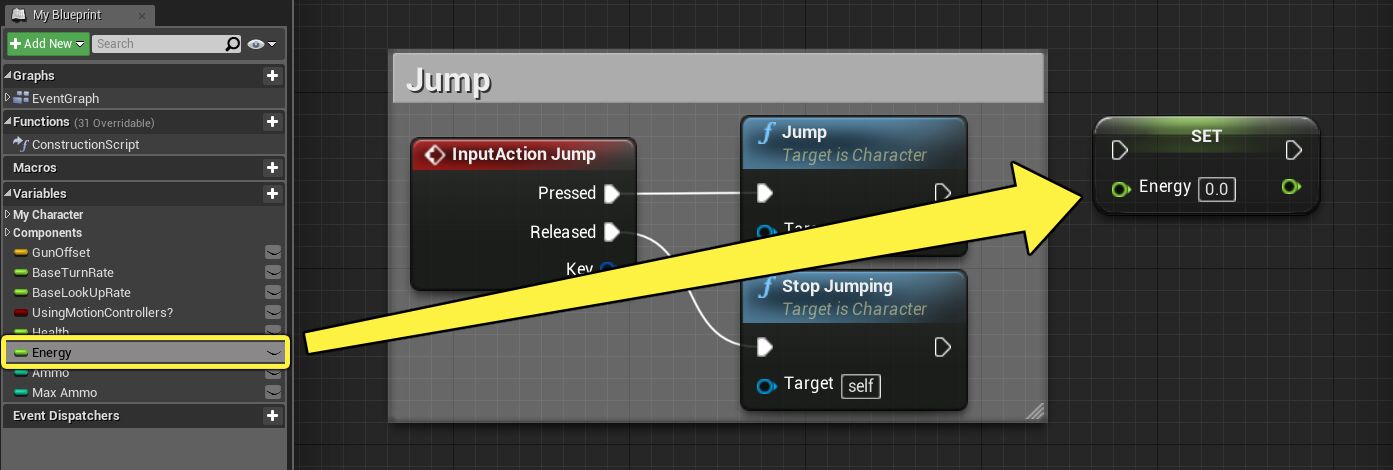 My Blueprint
Add New
Search
Graphs
EventGraph
Functions (31 Overridable)
ConstructionScript
Macros
Variables
My Character
Components
GunOffset
BaseTurnRate
BaseLookUpRate
UsingMotionControllers?
Health
Energy
Ammo
Max Ammo
Event Dispatchers
Jump
InputAction Jump
Pressed
Released
Key
Jump
Target is Character
Stop Jumping
Target is Character
Target self
SET
Energy 0.0